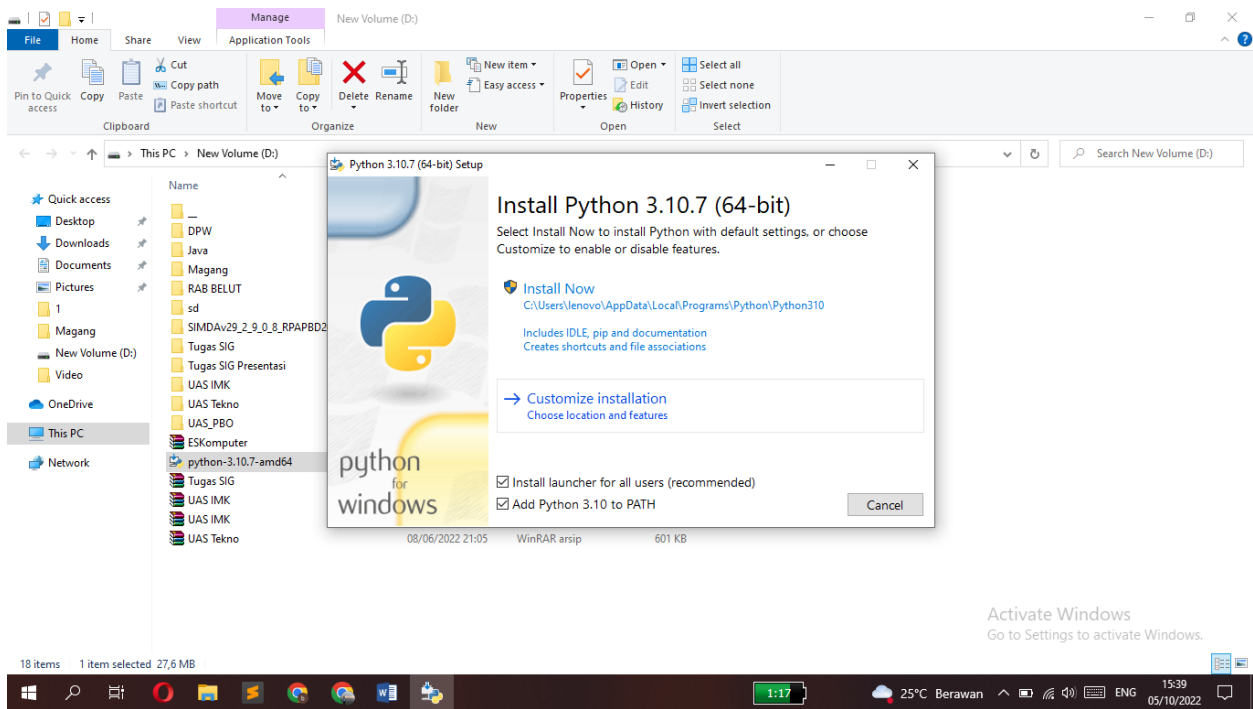 Manage
New Volume (D:)
File
Home
Share
View
Application Tools
Pin to Quick access
Copy
Paste
Cut
Copy path
Paste shortcut
Clipboard
Move to
Copy to
Delete
Rename
Organize
New folder
New item
Easy access
New
Properties
Open
Edit
History
Open
Select all
Select none
Invert selection
Select
This PC > New Volume (D:)
Search New Volume (D:)
Quick access
Desktop
Downloads
Documents
Pictures
1
Magang
New Volume (D:)
Video
OneDrive
This PC
Network
Name
__
DPW
Java
Magang
RAB BELUT
sd
SIMDAv29_2_9_0_8_RPAPBD2
Tugas SIG
Tugas SIG Presentasi
UAS IMK
UAS Tekno
UAS_PBO
ESKomputer
python-3.10.7-amd64
Tugas SIG
UAS IMK
UAS IMK
UAS Tekno 08/06/2022 21:05 WinRAR arsip 601 KB
Python 3.10.7 (64-bit) Setup
Install Python 3.10.7 (64-bit)
Select Install Now to install Python with default settings, or choose
Customize to enable or disable features.
Install Now
C:\Users\lenovo\AppData\Local\Programs\Python\Python310
Includes IDLE, pip and documentation
Creates shortcuts and file associations
Customize installation
Choose location and features
python
for
windows
Install launcher for all users (recommended)
Add Python 3.10 to PATH
Cancel
Activate Windows
Go to Settings to activate Windows.
18 items 1 item selected 27,6 MB
1:17
25°C Berawan
ENG
15:39
05/10/2022